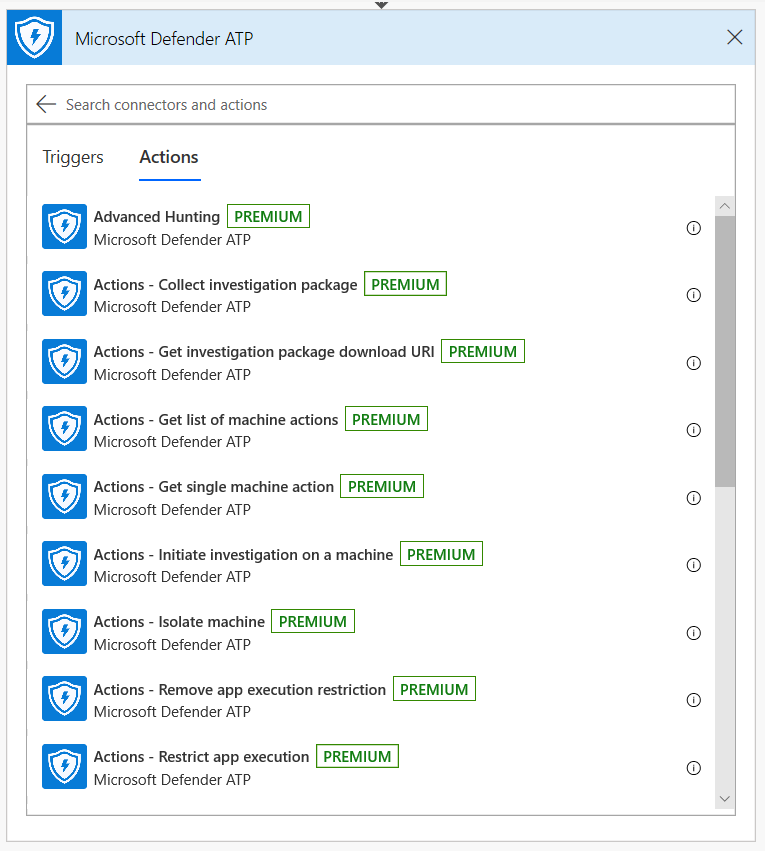 Microsoft Defender ATP
Search connectors and actions
Triggers Actions
Advanced Hunting PREMIUM
Microsoft Defender ATP
Actions - Collect investigation package PREMIUM
Microsoft Defender ATP
Actions - Get investigation package download URI PREMIUM
Microsoft Defender ATP
Actions - Get list of machine actions PREMIUM
Microsoft Defender ATP
Actions - Get single machine action PREMIUM
Microsoft Defender ATP
Actions - Initiate investigation on a machine PREMIUM
Microsoft Defender ATP
Actions - Isolate machine PREMIUM
Microsoft Defender ATP
Actions - Remove app execution restriction PREMIUM
Microsoft Defender ATP
Actions - Restrict app execution PREMIUM
Microsoft Defender ATP